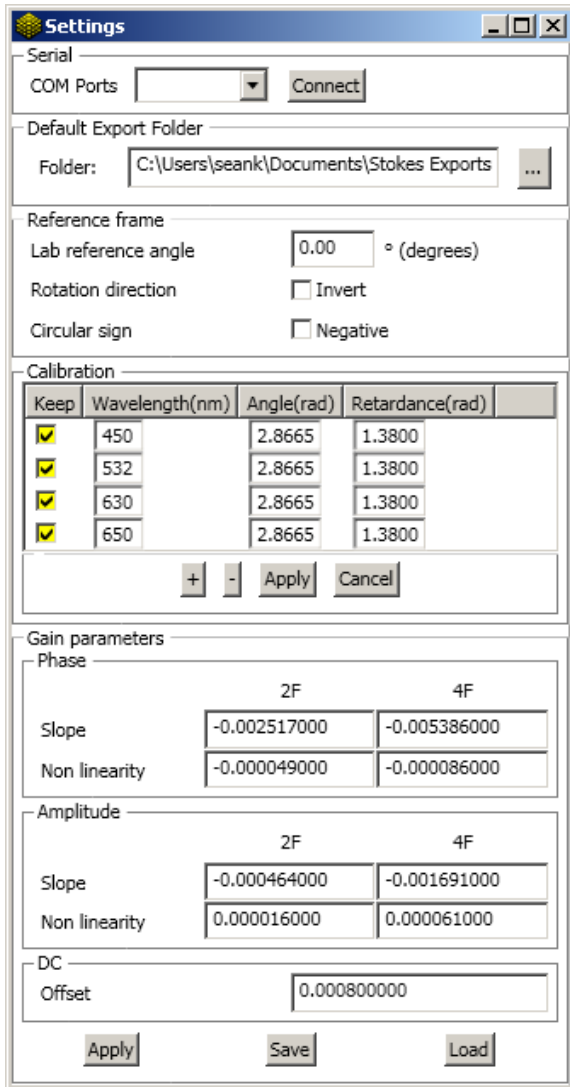 Settings
Serial
COM Ports Connect
Default Export Folder
Folder: C:\Users\seank\Documents\Stokes Exports ...
Reference frame
Lab reference angle 0.00 ° (degrees)
Rotation direction Invert
Circular sign Negative
Calibration
Keep Wavelength(nm) Angle(rad) Retardance(rad)
450 2.8665 1.3800
532 2.8665 1.3800
630 2.8665 1.3800
650 2.8665 1.3800
+ - Apply Cancel
Gain parameters
Phase
2F 4F
Slope -0.002517000 -0.005386000
Non linearity -0.000049000 -0.000086000
Amplitude
2F 4F
Slope -0.000464000 -0.001691000
Non linearity 0.000016000 0.000061000
DC
Offset 0.000800000
Apply Save Load